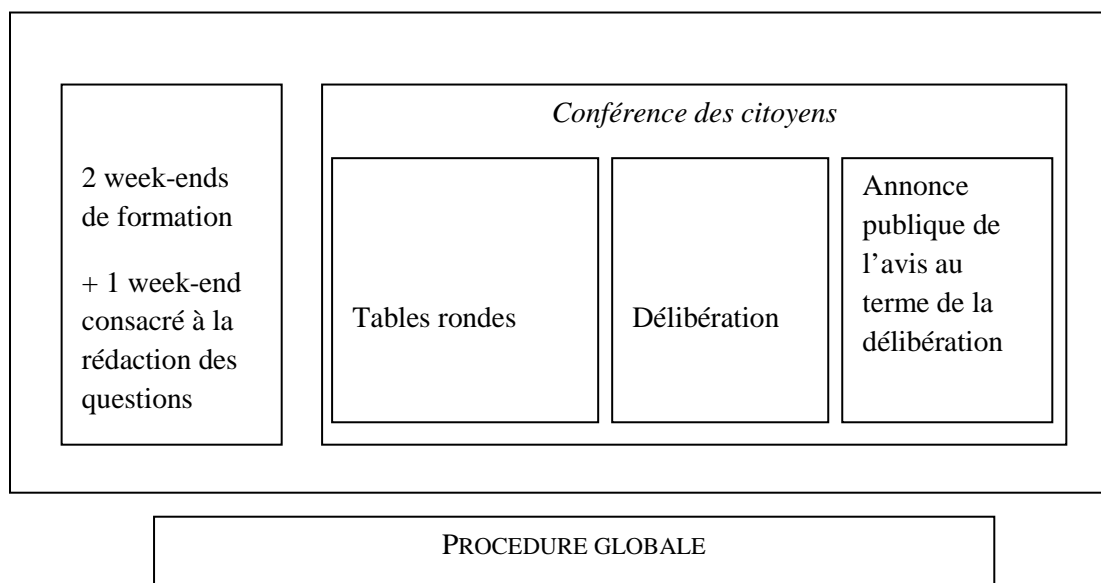 2 week-ends
de formation
+ 1 week-end
consacré à la
rédaction des
questions
Conférence des citoyens
Tables rondes
Délibération
Annonce
publique de
l’avis au
terme de la
délibération
PROCEDURE GLOBALE